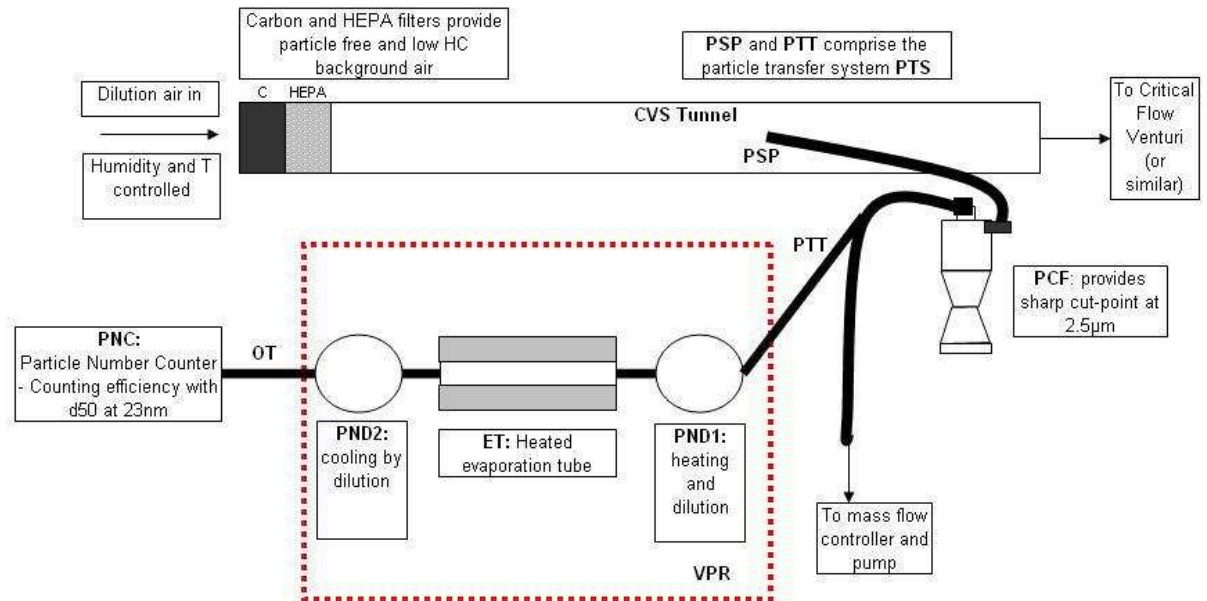 Carbon and HEPA filters provide
particle free and low HC
background air
PSP and PTT comprise the
particle transfer system PTS
Dilution air in
C
HEPA
CVS Tunnel
To Critical
Flow
Venturi
(or
similar)
Humidity and T
controlled
PSP
PTT
PCF: provides
sharp cut-point at
2.5µm
PNC:
Particle Number Counter
- Counting efficiency with
d50 at 23nm
OT
PND2:
cooling by
dilution
ET: Heated
evaporation tube
PND1:
heating
and
dilution
To mass flow
controller and
pump
VPR